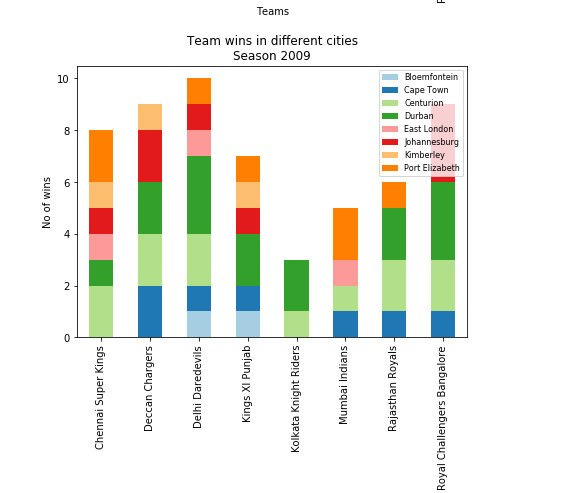 Teams
Team wins in different cities
Season 2009
No of wins
10
8
6
4
2
0
Bloemfontein
Cape Town
Centurion
Durban
East London
Johannesburg
Kimberley
Port Elizabeth
Chennai Super Kings
Deccan Chargers
Delhi Daredevils
Kings XI Punjab
Kolkata Knight Riders
Mumbai Indians
Rajasthan Royals
Royal Challengers Bangalore